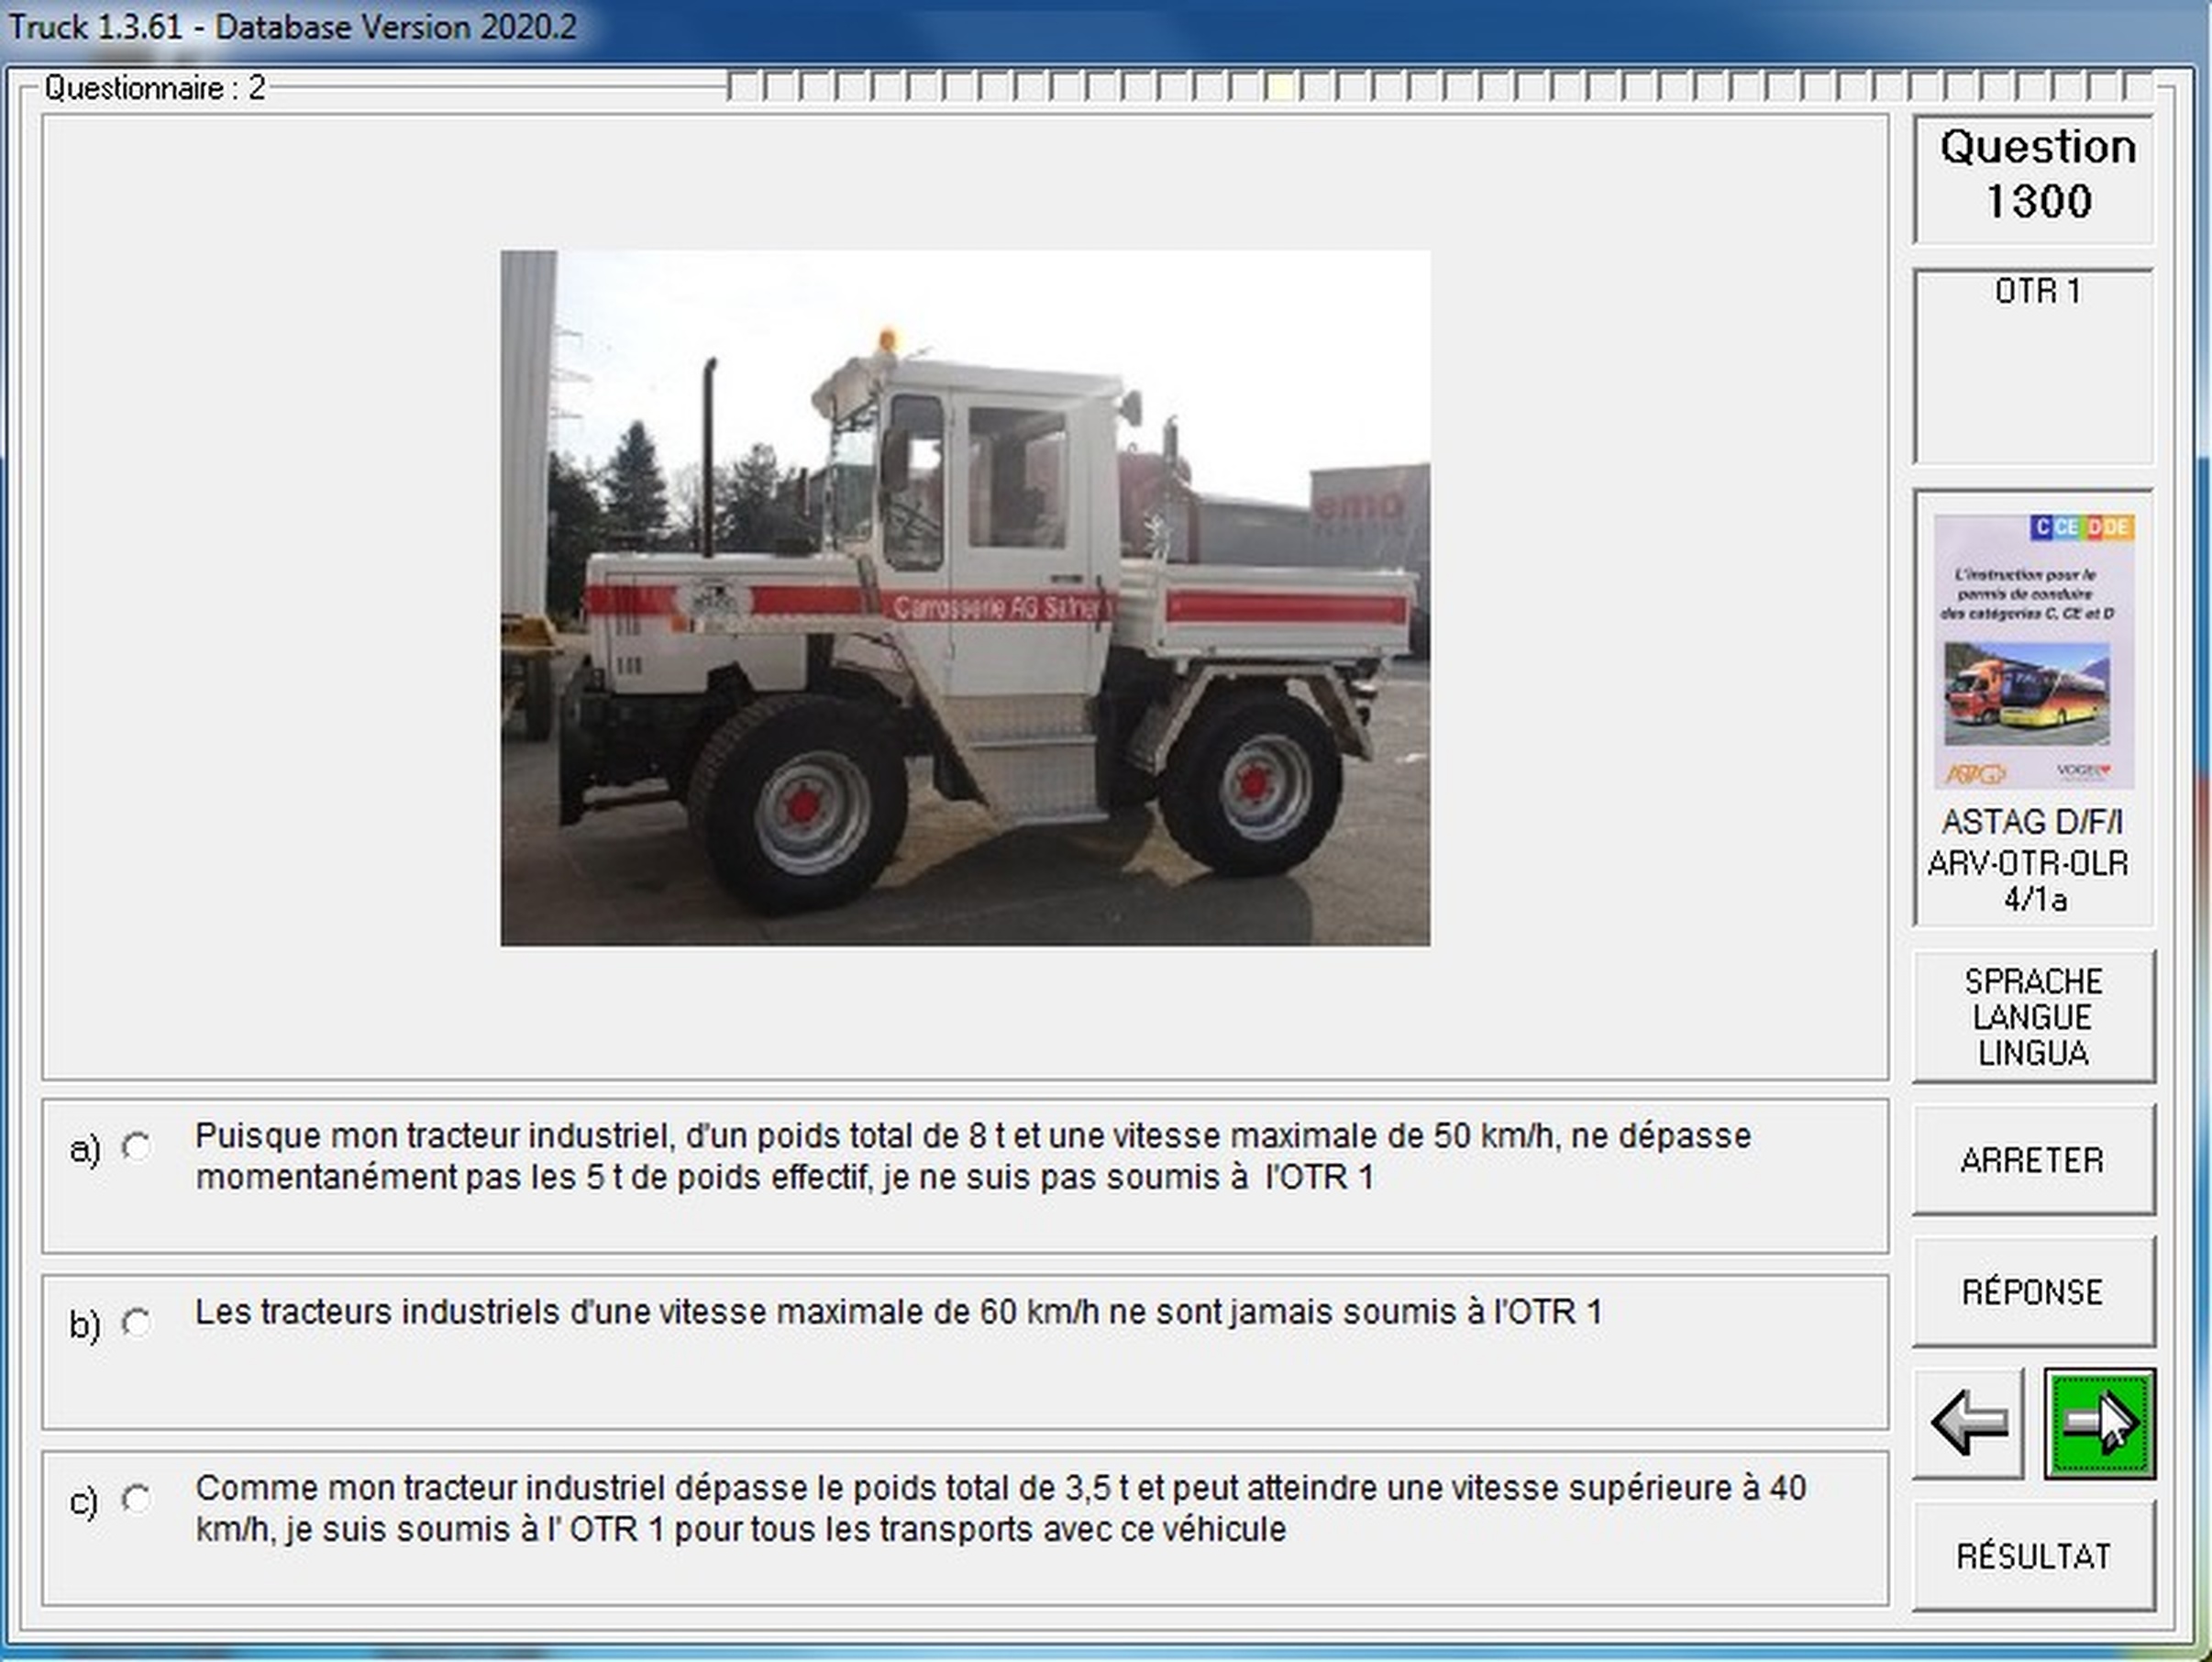 Truck 1.3.61 - Database Version 2020.2
Questionnaire : 2
Question
1300
OTR 1
emo
Carrosserie AG Safnern
C CE D DE
L'instruction pour le
permis de conduire
des catégories C, CE et D
ASTAG
VOGEL
ASTAG D/F/I
ARV-OTR-OLR
4/1a
SPRACHE
LANGUE
LINGUA
a) Puisque mon tracteur industriel, d'un poids total de 8 t et une vitesse maximale de 50 km/h, ne dépasse
momentanément pas les 5 t de poids effectif, je ne suis pas soumis à  l'OTR 1
ARRETER
b) Les tracteurs industriels d'une vitesse maximale de 60 km/h ne sont jamais soumis à l'OTR 1
RÉPONSE
c) Comme mon tracteur industriel dépasse le poids total de 3,5 t et peut atteindre une vitesse supérieure à 40
km/h, je suis soumis à l' OTR 1 pour tous les transports avec ce véhicule
RÉSULTAT